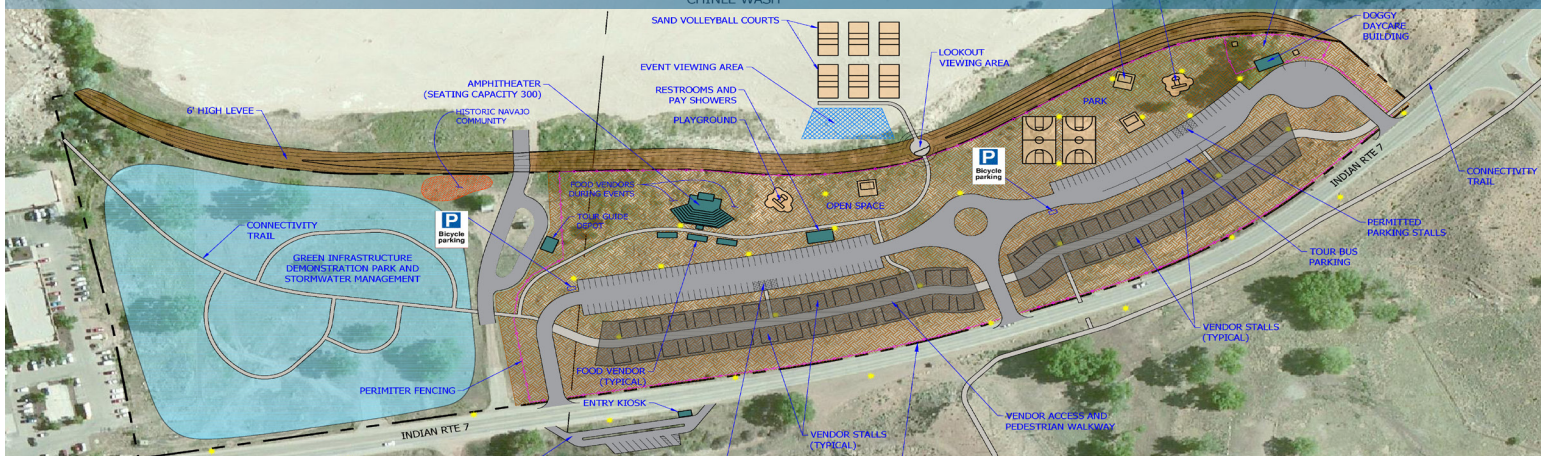 CHINLE WASH
SAND VOLLEYBALL COURTS
DOGGY
DAYCARE
BUILDING
LOOKOUT
VIEWING AREA
EVENT VIEWING AREA
AMPHITHEATER
(SEATING CAPACITY 300)
RESTROOMS AND
PAY SHOWERS
PARK
6' HIGH LEVEE
HISTORIC NAVAJO
COMMUNITY
PLAYGROUND
P
Bicycle
parking
INDIAN RTE 7
CONNECTIVITY
TRAIL
FOOD VENDORS
DURING EVENTS
OPEN SPACE
P
Bicycle
parking
TOUR GUIDE
DEPOT
CONNECTIVITY
TRAIL
PERMITTED
PARKING STALLS
GREEN INFRASTRUCTURE
DEMONSTRATION PARK AND
STORMWATER MANAGEMENT
TOUR BUS
PARKING
VENDOR STALLS
(TYPICAL)
FOOD VENDOR
(TYPICAL)
PERIMITER FENCING
ENTRY KIOSK
VENDOR ACCESS AND
PEDESTRIAN WALKWAY
INDIAN RTE 7
VENDOR STALLS
(TYPICAL)